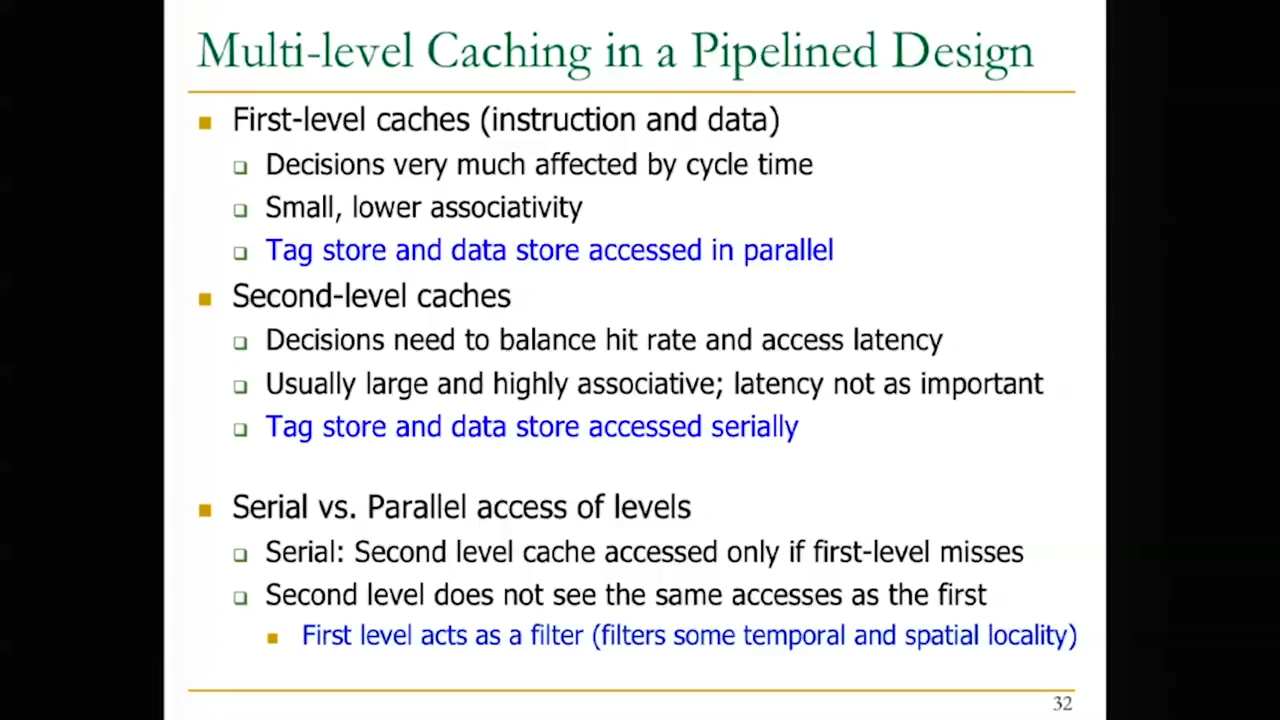 Multi-level Caching in a Pipelined Design
First-level caches (instruction and data)
Decisions very much affected by cycle time
Small, lower associativity
Tag store and data store accessed in parallel
Second-level caches
Decisions need to balance hit rate and access latency
Usually large and highly associative; latency not as important
Tag store and data store accessed serially
Serial vs. Parallel access of levels
Serial: Second level cache accessed only if first-level misses
Second level does not see the same accesses as the first
First level acts as a filter (filters some temporal and spatial locality)
32